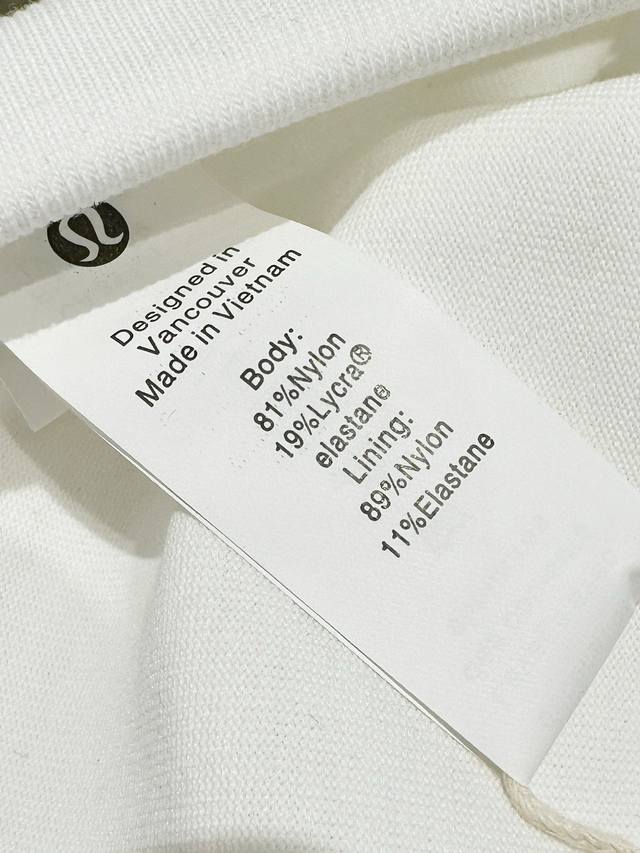 Designed in
Vancouver
Made in Vietnam
Body:
81%Nylon
19%Lycra®
elastane
Lining:
89%Nylon
11%Elastane